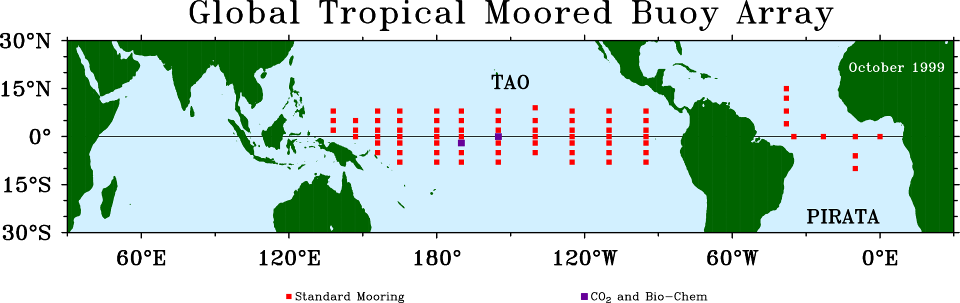 Global Tropical Moored Buoy Array
30°N
15°N
0°
15°S
30°S
TAO
October 1999
PIRATA
60°E
120°E
180°
120°W
60°W
0°E
Standard Mooring
CO₂ and Bio-Chem